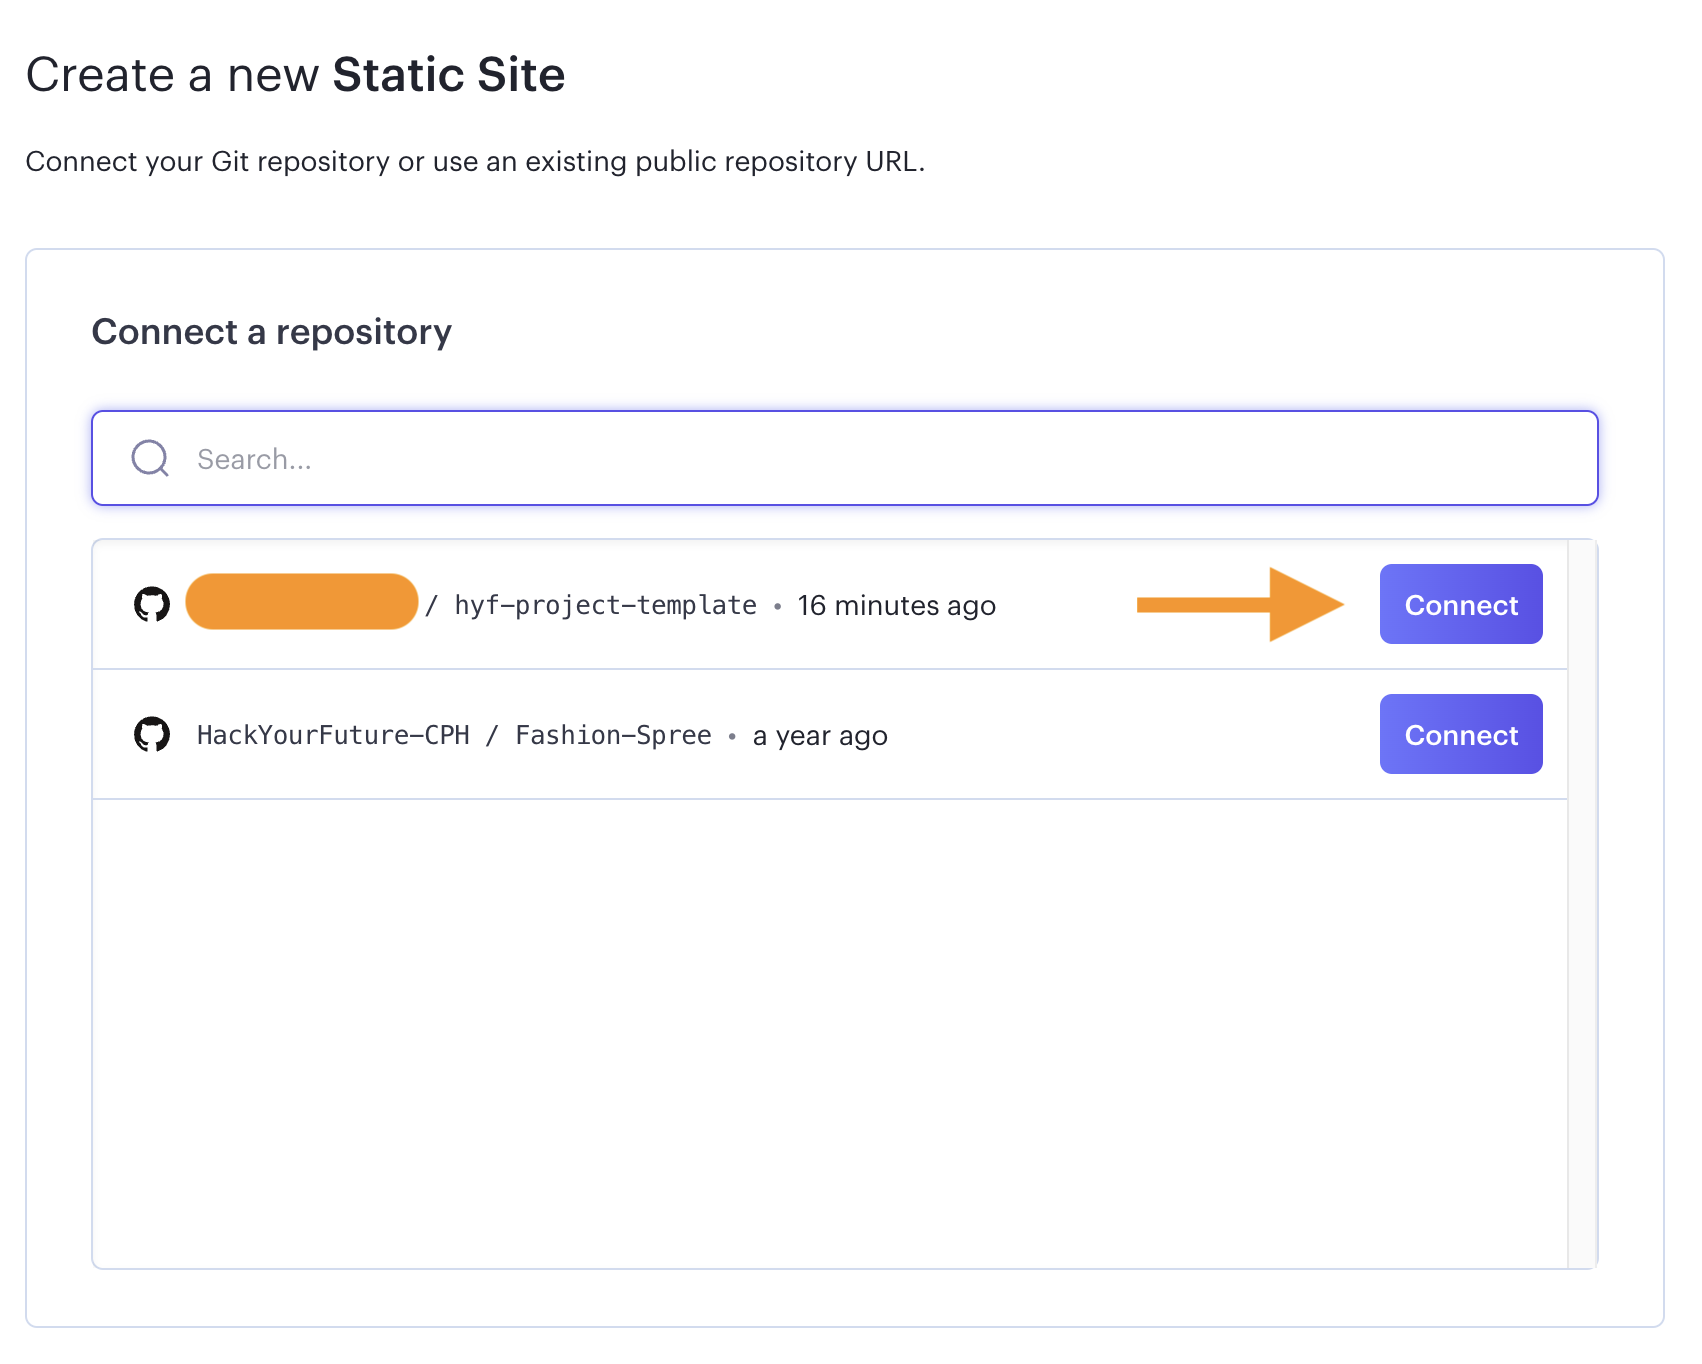 Create a new Static Site
Connect your Git repository or use an existing public repository URL.
Connect a repository
Search...
/ hyf-project-template • 16 minutes ago Connect
HackYourFuture-CPH / Fashion-Spree • a year ago Connect